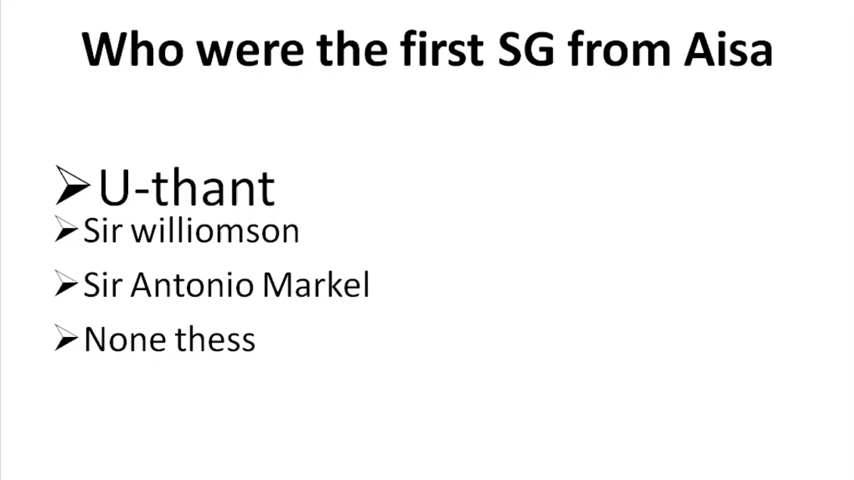 Who were the first SG from Aisa
U-thant
Sir williomson
Sir Antonio Markel
None thess